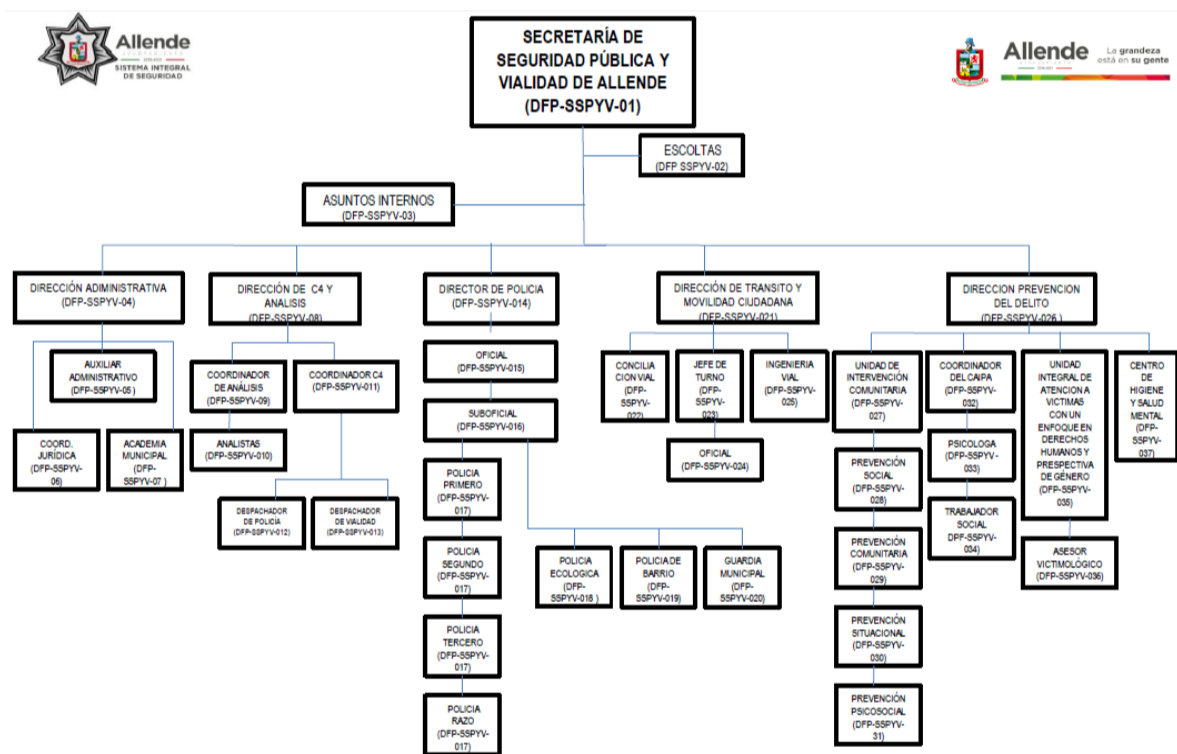 Allende
SISTEMA INTEGRAL
DE SEGURIDAD
SECRETARÍA DE
SEGURIDAD PÚBLICA Y
VIALIDAD DE ALLENDE
(DFP-SSPYV-01)
Allende
La grandeza
está en su gente
ESCOLTAS
(DFP SSPYV-02)
ASUNTOS INTERNOS
(DFP-SSPYV-03)
DIRECCIÓN ADIMINISTRATIVA
(DFP-SSPYV-04)
DIRECCIÓN DE C4 Y
ANALISIS
(DFP-SSPYV-08)
DIRECTOR DE POLICIA
(DFP-SSPYV-014)
DIRECCIÓN DE TRANSITO Y
MOVILIDAD CIUDADANA
(DFP-SSPYV-021)
DIRECCION PREVENCION
DEL DELITO
(DFP-SSPYV-026 )
AUXILIAR
ADMINISTRATIVO
(DFP-SSPYV-05 )
COORD.
JURÍDICA
(DFP-SSPYV-
06)
ACADEMIA
MUNICIPAL
(DFP-
SSPYV-07 )
COORDINADOR
DE ANÁLISIS
(DFP-SSPYV-09)
COORDINADOR C4
(DFP-SSPYV-011)
ANALISTAS
(DFP-SSPYV-010)
DESPACHADOR
DE POLICÍA
(DFP-SSPYV-012)
DESPACHADOR
DE VIALIDAD
(DFP-SSPYV-013)
OFICIAL
(DFP-SSPYV-015)
SUBOFICIAL
(DFP-SSPYV-016)
POLICIA
PRIMERO
(DFP-SSPYV-
017)
POLICIA
SEGUNDO
(DFP-SSPYV-
017)
POLICIA
TERCERO
(DFP-SSPYV-
017)
POLICIA
RAZO
(DFP-SSPYV-
017)
POLICIA
ECOLOGICA
(DFP-
SSPYV-018 )
POLICIA DE
BARRIO
(DFP-
SSPYV-019)
GUARDIA
MUNICIPAL
(DFP-
SSPYV-020)
CONCILIA
CION VIAL
(DFP-
SSPYV-
022)
JEFE DE
TURNO
(DFP-
SSPYV-
023)
INGENIERIA
VIAL
(DFP-SSPYV-
025)
OFICIAL
(DFP-SSPYV-024)
UNIDAD DE
INTERVENCIÓN
COMUNITARIA
(DFP-SSPYV-
027)
PREVENCIÓN
SOCIAL
(DFP-SSPYV-
028)
PREVENCIÓN
COMUNITARIA
(DFP-SSPYV-
029)
PREVENCIÓN
SITUACIONAL
(DFP-SSPYV-
030)
PREVENCIÓN
PSICOSOCIAL
(DFP-SSPYV-
31)
COORDINADOR
DEL CAIPA
(DFP-SSPYV-
032)
PSICOLOGA
(DFP-SSPYV-
033)
TRABAJADOR
SOCIAL
DPF-SSPYV-
034)
UNIDAD
INTEGRAL DE
ATENCION A
VICTIMAS
CON UN
ENFOQUE EN
DERECHOS
HUMANOS Y
PRESPECTIVA
DE GÉNERO
(DFP-SSPYV-
035)
ASESOR
VICTIMOLÓGICO
(DFP-SSPYV-036)
CENTRO
DE
HIGIENE
Y SALUD
MENTAL
(DFP-
SSPYV-
037)